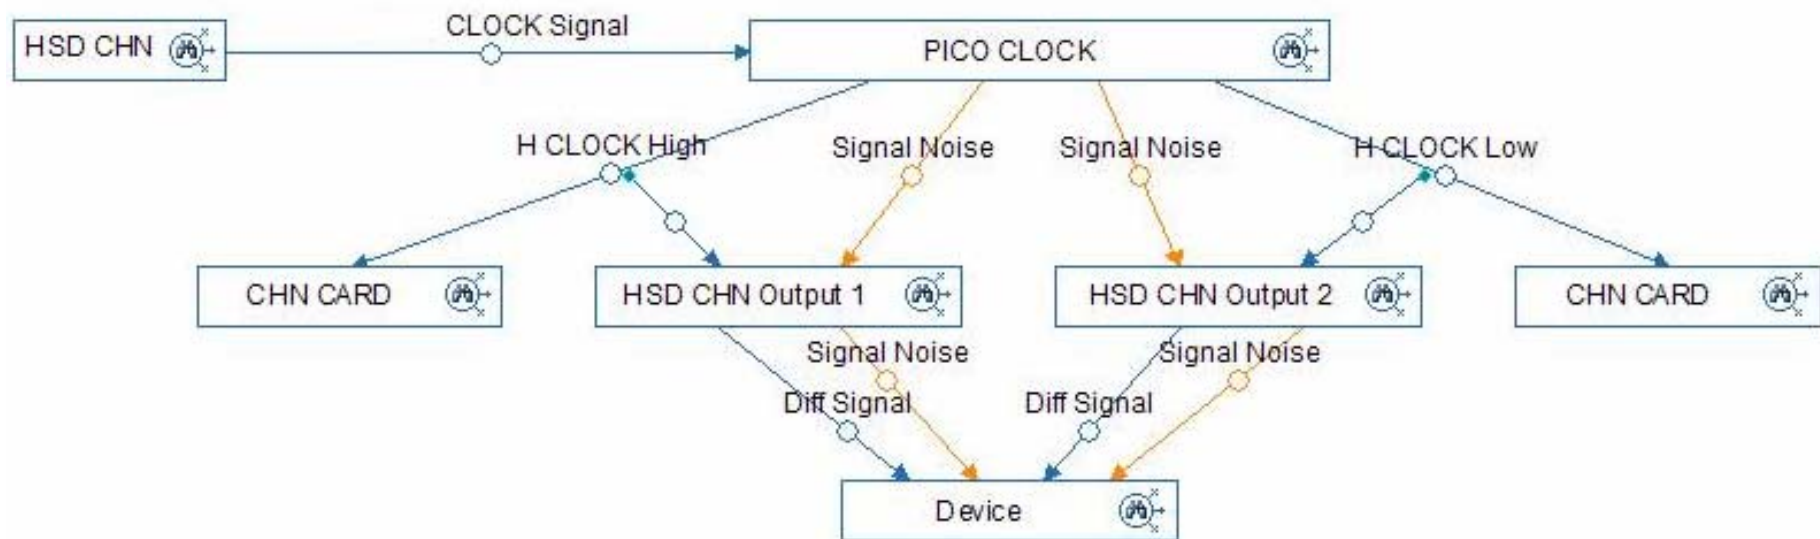 CLOCK Signal
HSD CHN
PICO CLOCK
H CLOCK High
Signal Noise
Signal Noise
H CLOCK Low
CHN CARD
HSD CHN Output 1
HSD CHN Output 2
CHN CARD
Signal Noise
Signal Noise
Diff Signal
Diff Signal
Device